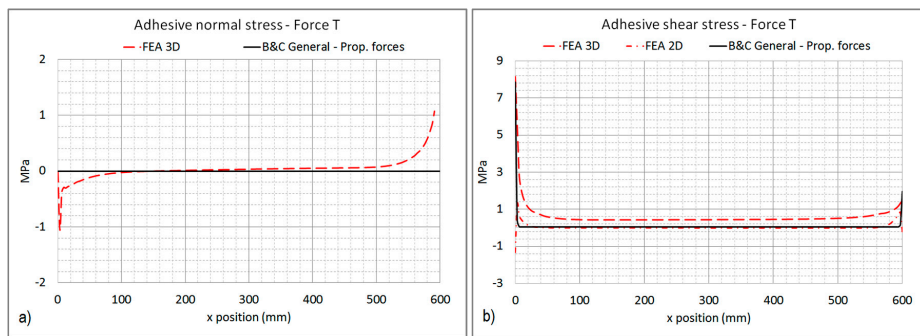 Adhesive normal stress - Force T
FEA 3D
B&C General - Prop. forces
2
1
0
-1
-2
MPa
0
100
200
300
400
500
600
x position (mm)
a)
Adhesive shear stress - Force T
FEA 3D
FEA 2D
B&C General - Prop. forces
9
7
5
3
1
-1
-3
MPa
0
100
200
300
400
500
600
x position (mm)
b)